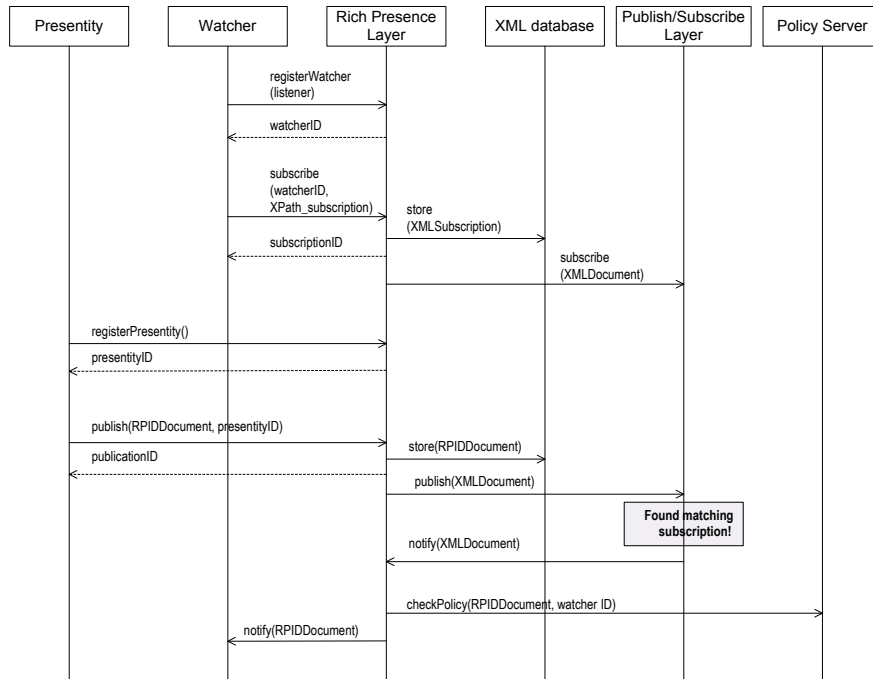 Presentity
Watcher
Rich Presence
Layer
XML database
Publish/Subscribe
Layer
Policy Server
registerWatcher
(listener)
watcherID
subscribe
(watcherID,
XPath_subscription)
store
(XMLSubscription)
subscriptionID
subscribe
(XMLDocument)
registerPresentity()
presentityID
publish(RPIDDocument, presentityID)
store(RPIDDocument)
publicationID
publish(XMLDocument)
Found matching
subscription!
notify(XMLDocument)
checkPolicy(RPIDDocument, watcher ID)
notify(RPIDDocument)